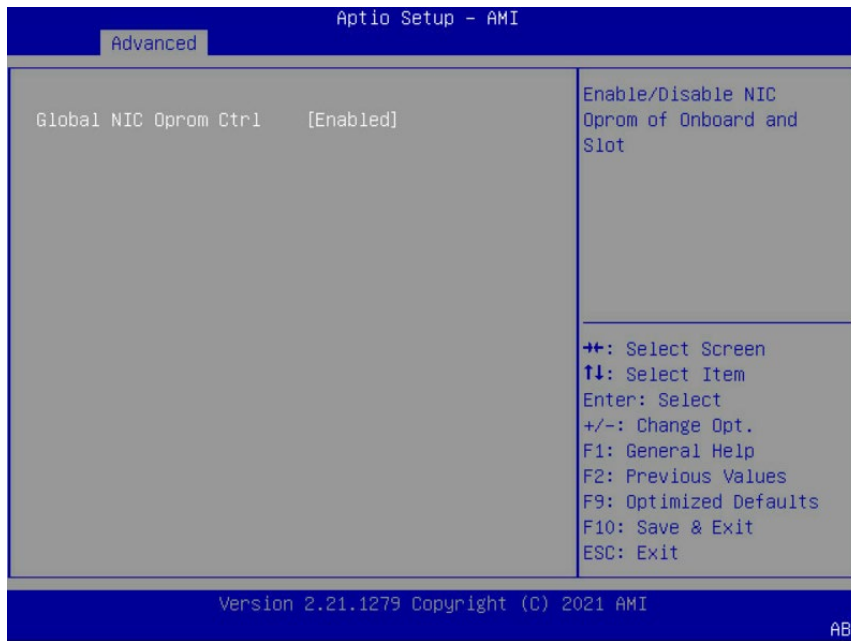 Aptio Setup – AMI
Advanced
Global NIC Oprom Ctrl [Enabled]
Enable/Disable NIC
Oprom of Onboard and
Slot
→←: Select Screen
↑↓: Select Item
Enter: Select
+/-: Change Opt.
F1: General Help
F2: Previous Values
F9: Optimized Defaults
F10: Save & Exit
ESC: Exit
Version 2.21.1279 Copyright (C) 2021 AMI
AB